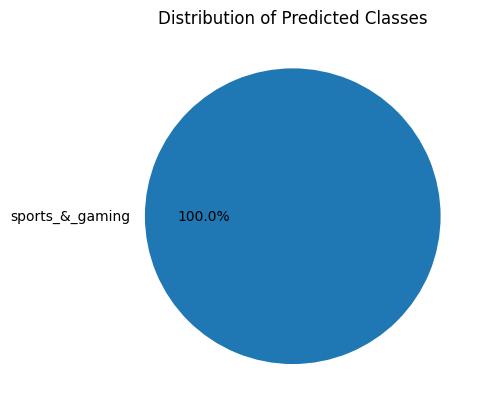 Distribution of Predicted Classes
sports_&_gaming
100.0%